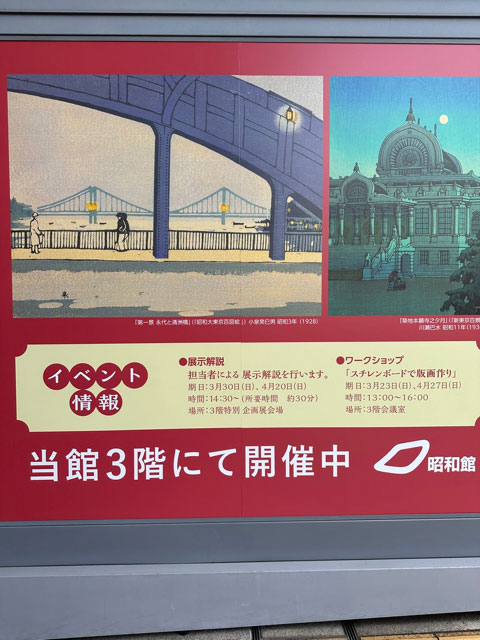 「第一景 永代と清洲橋」(『昭和大東京百図絵』) 小泉癸巳男 昭和3年 (1928)
「築地本願寺之夕月」(『新東京百景
川瀬巴水 昭和11年(193
イベント
情報
●展示解説
担当者による 展示解説を行います。
期日:3月30日(日)、4月20日(日)
時間:14:30~(所要時間 約30分)
場所:3階特別 企画展会場
●ワークショップ
「スチレンボードで版画作り」
期日:3月23日(日)、4月27日(日)
時間:13:00~16:00
場所:3階会議室
当館3階にて開催中
昭和館